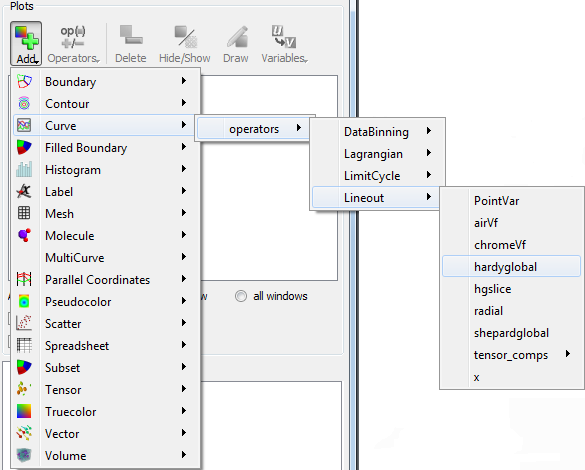 Plots
Add
op(=)
+/-
Operators
Delete
Hide/Show
Draw
u
v
Variables
Boundary
Contour
Curve
Filled Boundary
Histogram
Label
Mesh
Molecule
MultiCurve
Parallel Coordinates
Pseudocolor
Scatter
Spreadsheet
Subset
Tensor
Truecolor
Vector
Volume
operators
DataBinning
Lagrangian
LimitCycle
Lineout
PointVar
airVf
chromeVf
hardyglobal
hgslice
radial
shepardglobal
tensor_comps
x
all windows